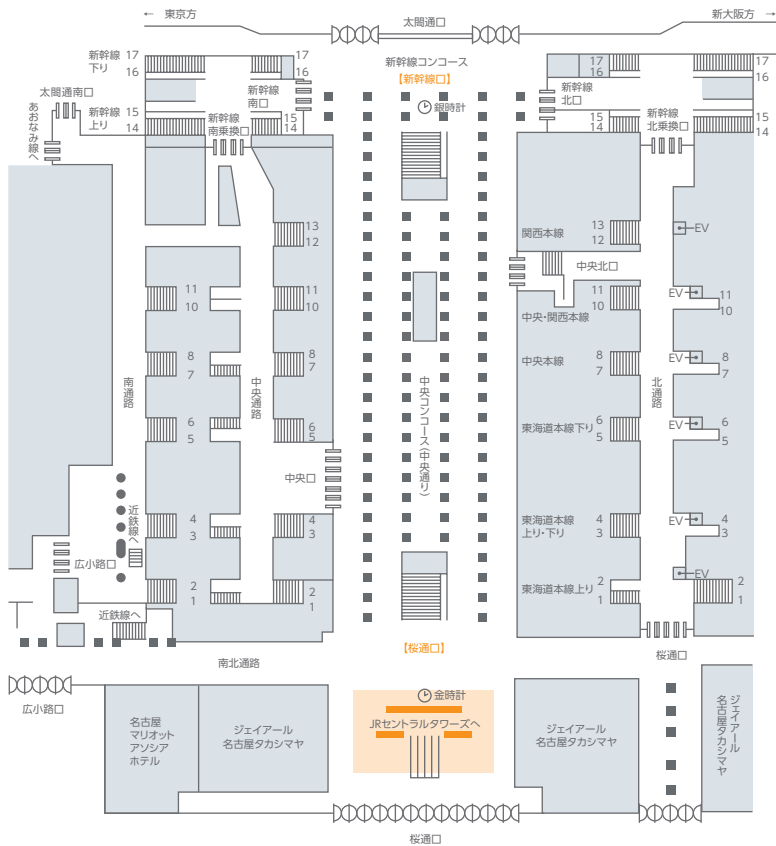 ← 東京方
太閤通口
新大阪方 →
新幹線
下り
17
16
17
16
新幹線コンコース
【新幹線口】
17
16
17
16
太閤通南口
新幹線
南口
新幹線
北口
あおなみ線へ
新幹線
上り
15
14
15
14
新幹線
南乗換口
銀時計
15
14
新幹線
北乗換口
15
14
13
12
関西本線
13
12
EV
中央北口
11
10
11
10
中央・関西本線
11
10
EV
11
10
8
7
8
7
中央本線
8
7
EV
8
7
南通路
中央通路
中央コンコース(中央通り)
北通路
6
5
6
5
東海道本線下り
6
5
EV
6
5
中央口
近鉄線へ
4
3
4
3
東海道本線
上り・下り
4
3
EV
4
3
広小路口
2
1
2
1
東海道本線上り
2
1
EV
2
1
近鉄線へ
【桜通口】
桜通口
南北通路
広小路口
金時計
JRセントラルタワーズへ
名古屋
マリオット
アソシア
ホテル
ジェイアール
名古屋タカシマヤ
ジェイアール
名古屋タカシマヤ
ジェイアール
名古屋タカシマヤ
桜通口